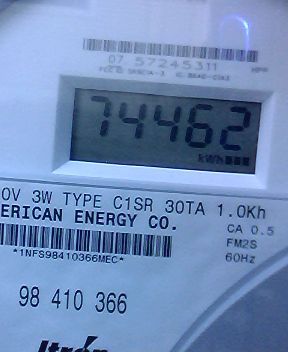 07 57245311
74462
kWh
0V 3W TYPE C1SR 30TA 1.0Kh
ERICAN ENERGY CO.
CA 0.5
FM2S
*1NFS98410366MEC*
60Hz
98 410 366
Itron